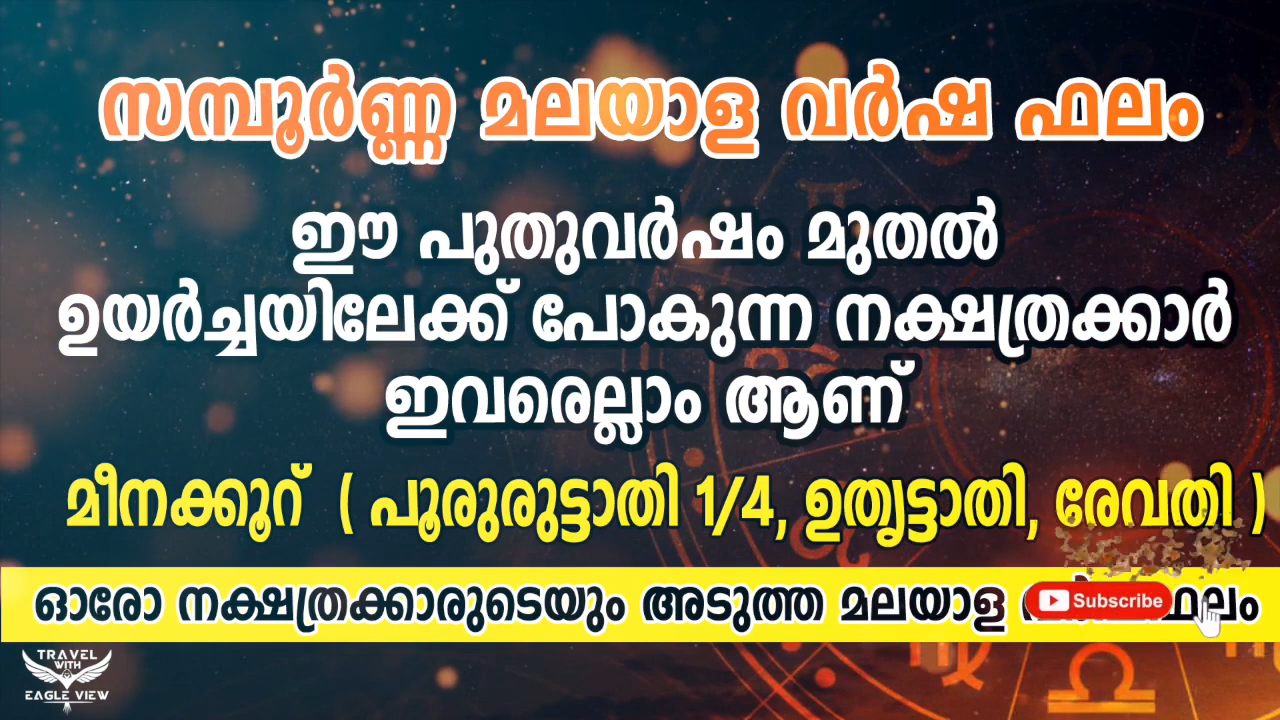 സമ്പൂർണ്ണ മലയാള വർഷ ഫലം
ഈ പുതുവർഷം മുതൽ
ഉയർച്ചയിലേക്ക് പോകുന്ന നക്ഷത്രക്കാർ
ഇവരെല്ലാം ആണ്
മീനക്കൂറ് ( പൂരുരുട്ടാതി 1/4, ഉതൃട്ടാതി, രേവതി )
ഓരോ നക്ഷത്രക്കാരുടെയും അടുത്ത മലയാള
Subscribe
TRAVEL
WITH
EAGLE VIEW